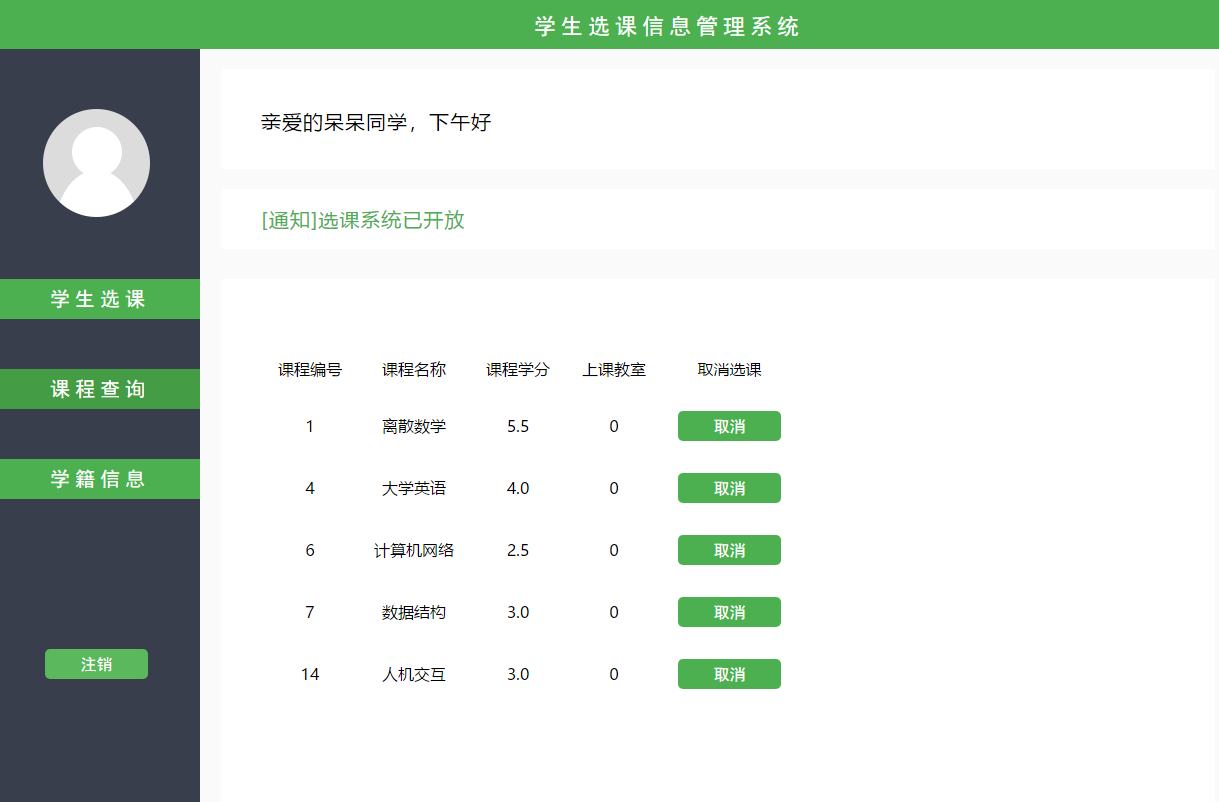 学生选课信息管理系统
亲爱的呆呆同学，下午好
[通知]选课系统已开放
学生选课
课程查询
学籍信息
注销
课程编号 课程名称 课程学分 上课教室 取消选课
1 离散数学 5.5 0 取消
4 大学英语 4.0 0 取消
6 计算机网络 2.5 0 取消
7 数据结构 3.0 0 取消
14 人机交互 3.0 0 取消